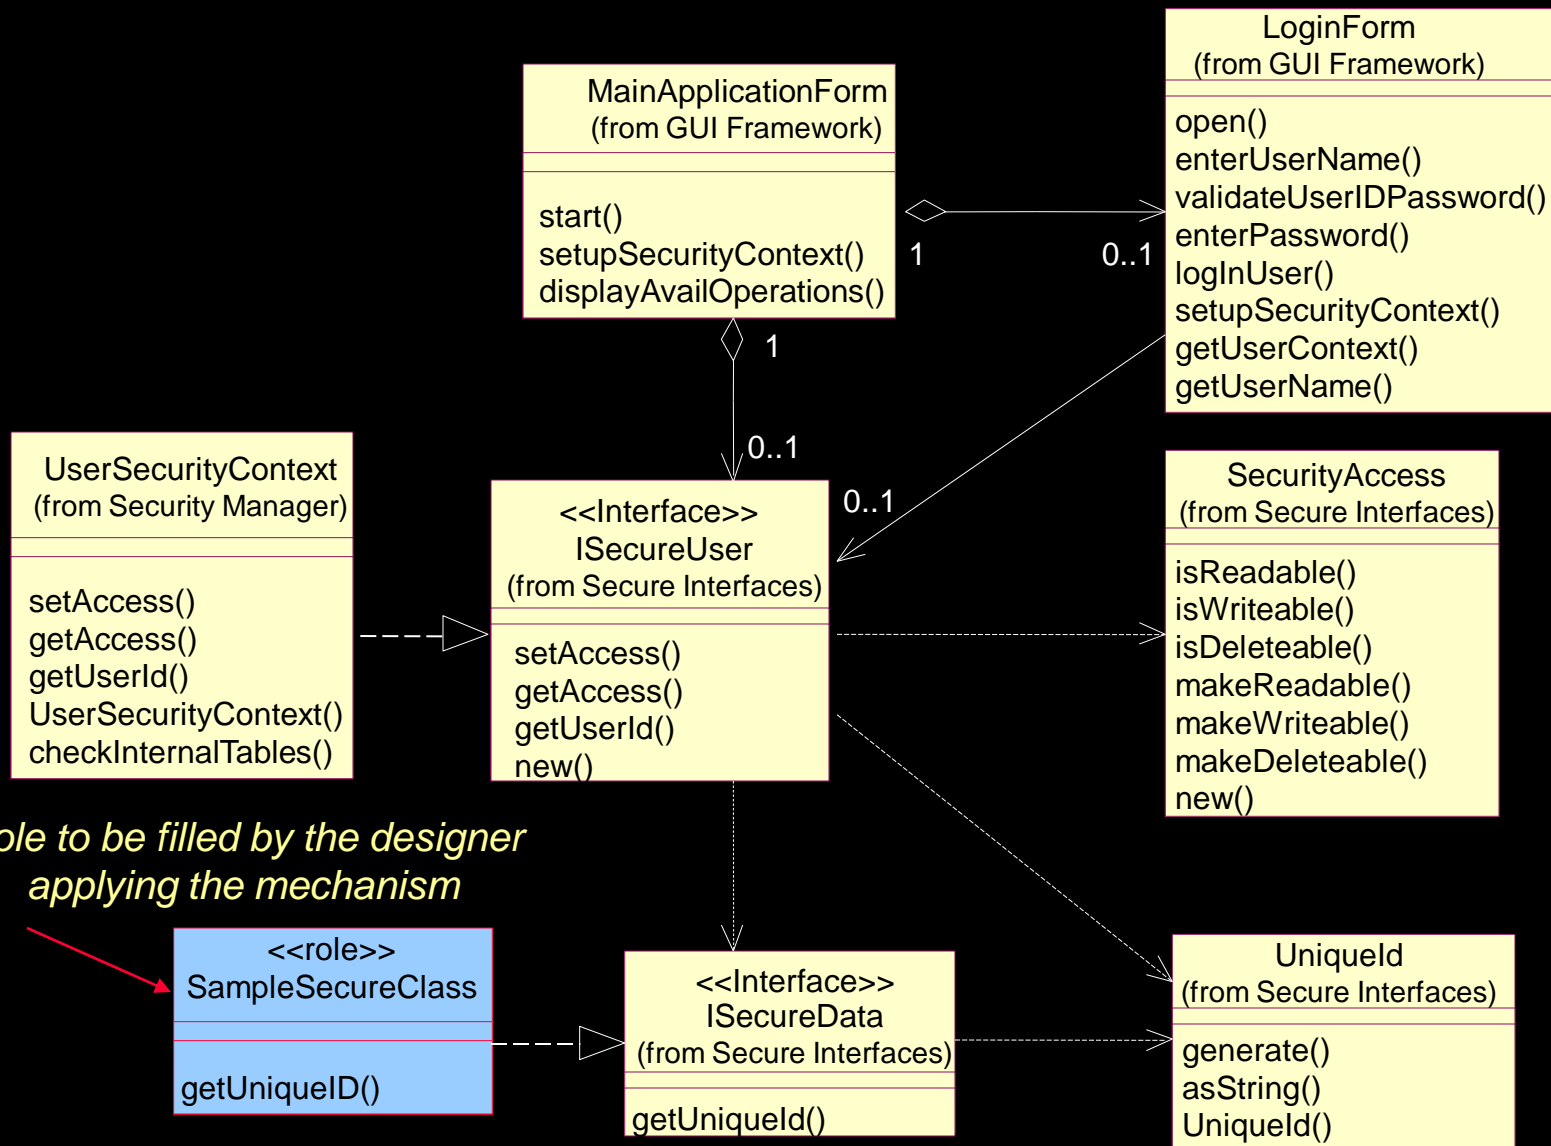 LoginForm
(from GUI Framework)
open()
enterUserName()
validateUserIDPassword()
enterPassword()
logInUser()
setupSecurityContext()
getUserContext()
getUserName()
MainApplicationForm
(from GUI Framework)
start()
setupSecurityContext()
displayAvailOperations()
1
0..1
1
0..1
0..1
UserSecurityContext
(from Security Manager)
setAccess()
getAccess()
getUserId()
UserSecurityContext()
checkInternalTables()
<<Interface>>
ISecureUser
(from Secure Interfaces)
setAccess()
getAccess()
getUserId()
new()
SecurityAccess
(from Secure Interfaces)
isReadable()
isWriteable()
isDeleteable()
makeReadable()
makeWriteable()
makeDeleteable()
new()
ole to be filled by the designer
applying the mechanism
<<role>>
SampleSecureClass
getUniqueID()
<<Interface>>
ISecureData
(from Secure Interfaces)
getUniqueId()
UniqueId
(from Secure Interfaces)
generate()
asString()
UniqueId()